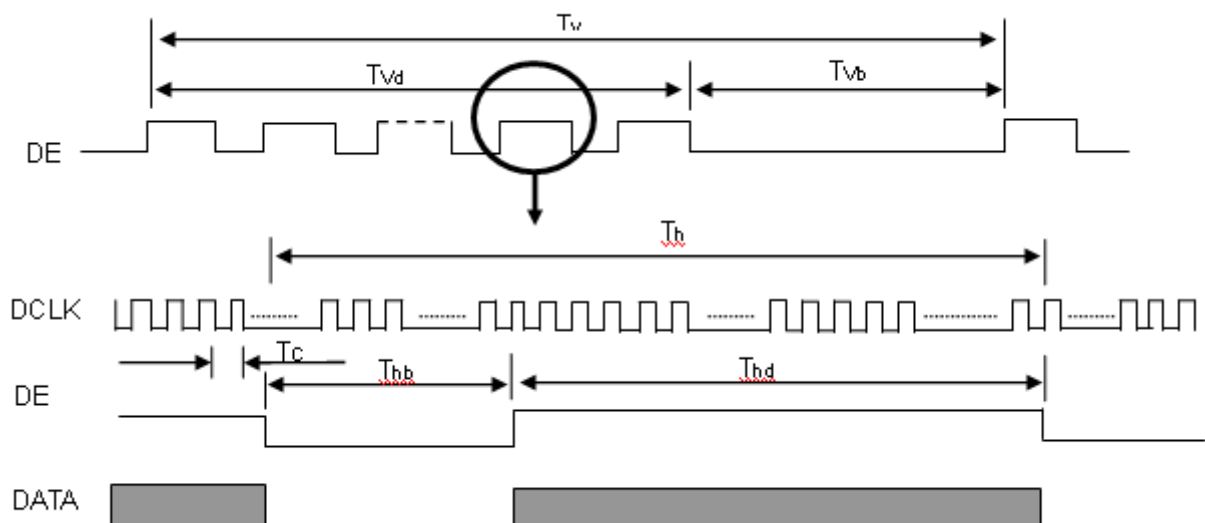 Tv
Tvd
Tvb
DE
Th
DCLK
Tc
Thb
Thd
DE
DATA